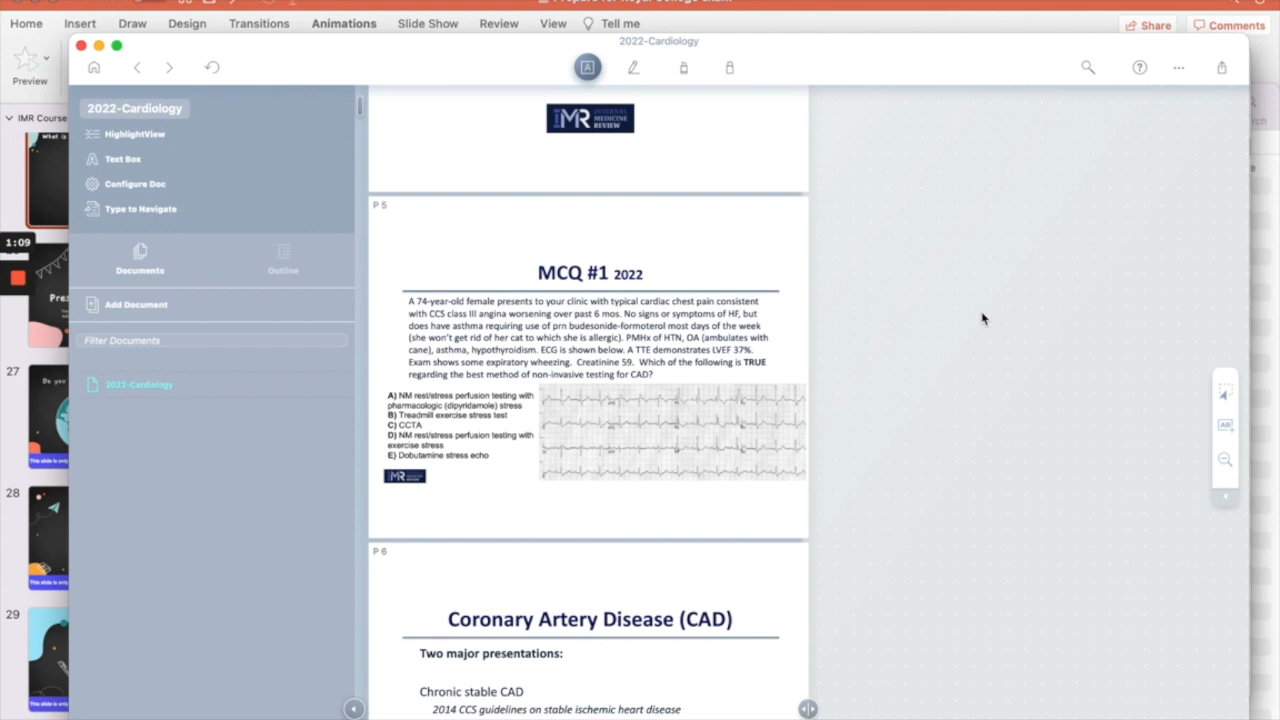 Home Insert Draw Design Transitions Animations Slide Show Review View Tell me
Share Comments
2022-Cardiology
Preview
2022-Cardiology
IMR Course
HighlightView
Text Box
Configure Doc
Type to Navigate
1:09
Documents Outline
Add Document
Filter Documents
2022-Cardiology
27
28
29
IMR INTERNAL MEDICINE REVIEW
P 5
MCQ #1 2022
A 74-year-old female presents to your clinic with typical cardiac chest pain consistent
with CCS class III angina worsening over past 6 mos. No signs or symptoms of HF, but
does have asthma requiring use of prn budesonide-formoterol most days of the week
(she won't get rid of her cat to which she is allergic). PMHx of HTN, OA (ambulates with
cane), asthma, hypothyroidism. ECG is shown below. A TTE demonstrates LVEF 37%.
Exam shows some expiratory wheezing. Creatinine 59. Which of the following is TRUE
regarding the best method of non-invasive testing for CAD?
A) NM rest/stress perfusion testing with
pharmacologic (dipyridamole) stress
B) Treadmill exercise stress test
C) CCTA
D) NM rest/stress perfusion testing with
exercise stress
E) Dobutamine stress echo
P 6
Coronary Artery Disease (CAD)
Two major presentations:
Chronic stable CAD
2014 CCS guidelines on stable ischemic heart disease